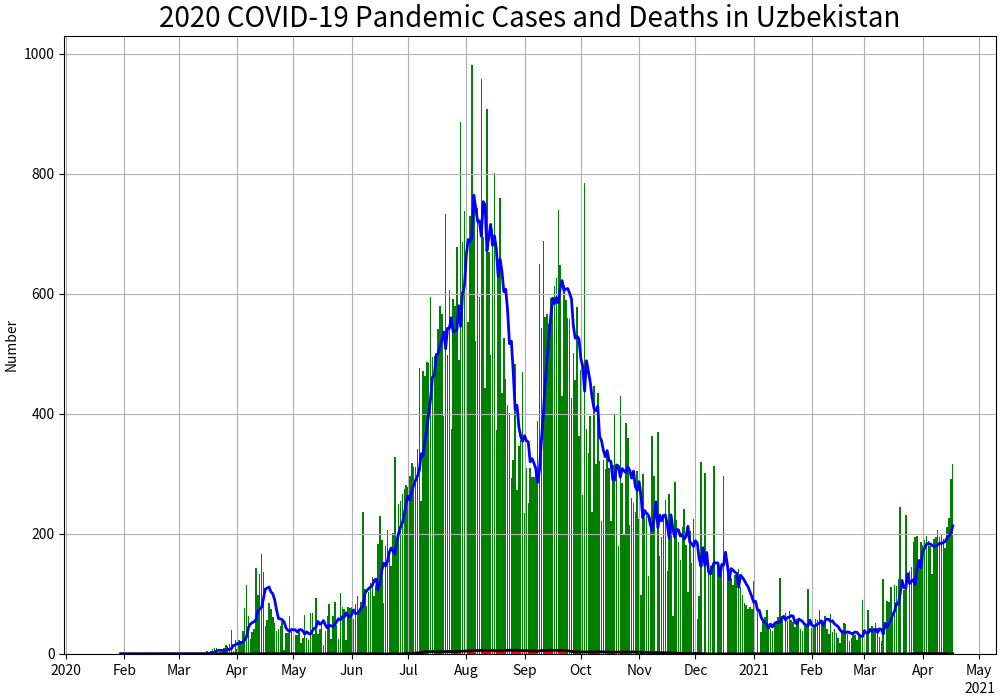 2020 COVID-19 Pandemic Cases and Deaths in Uzbekistan
Number
1000
800
600
400
200
0
2020 Feb Mar Apr May Jun Jul Aug Sep Oct Nov Dec 2021 Feb Mar Apr May
2021